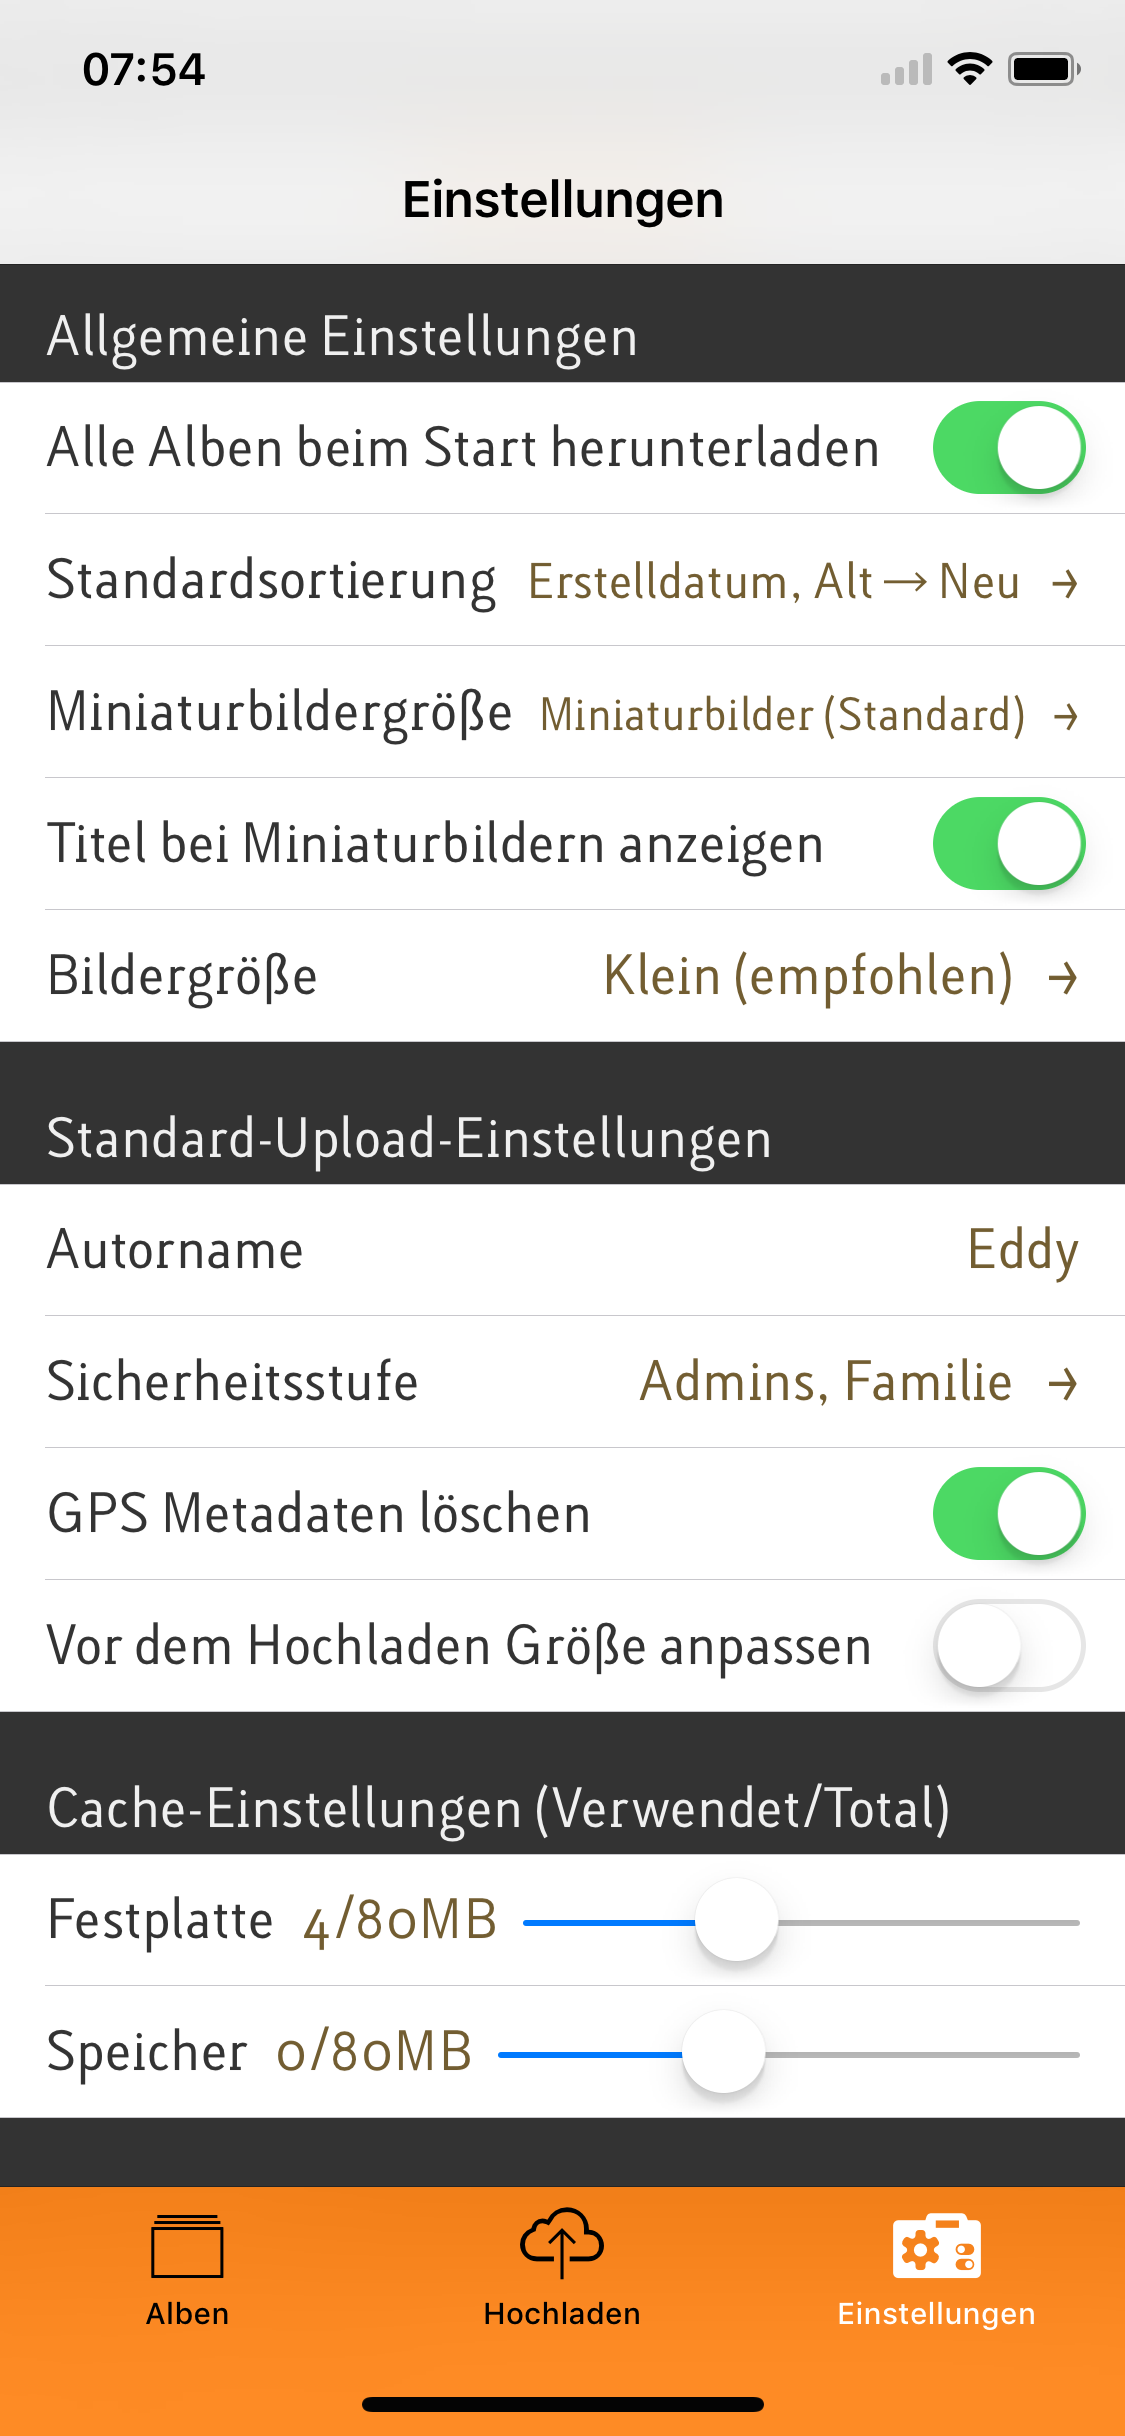 07:54
Einstellungen
Allgemeine Einstellungen
Alle Alben beim Start herunterladen
Standardsortierung Erstelldatum, Alt → Neu →
Miniaturbildergröße Miniaturbilder (Standard) →
Titel bei Miniaturbildern anzeigen
Bildergröße Klein (empfohlen) →
Standard-Upload-Einstellungen
Autorname Eddy
Sicherheitsstufe Admins, Familie →
GPS Metadaten löschen
Vor dem Hochladen Größe anpassen
Cache-Einstellungen (Verwendet/Total)
Festplatte 4/80MB
Speicher 0/80MB
Alben Hochladen Einstellungen